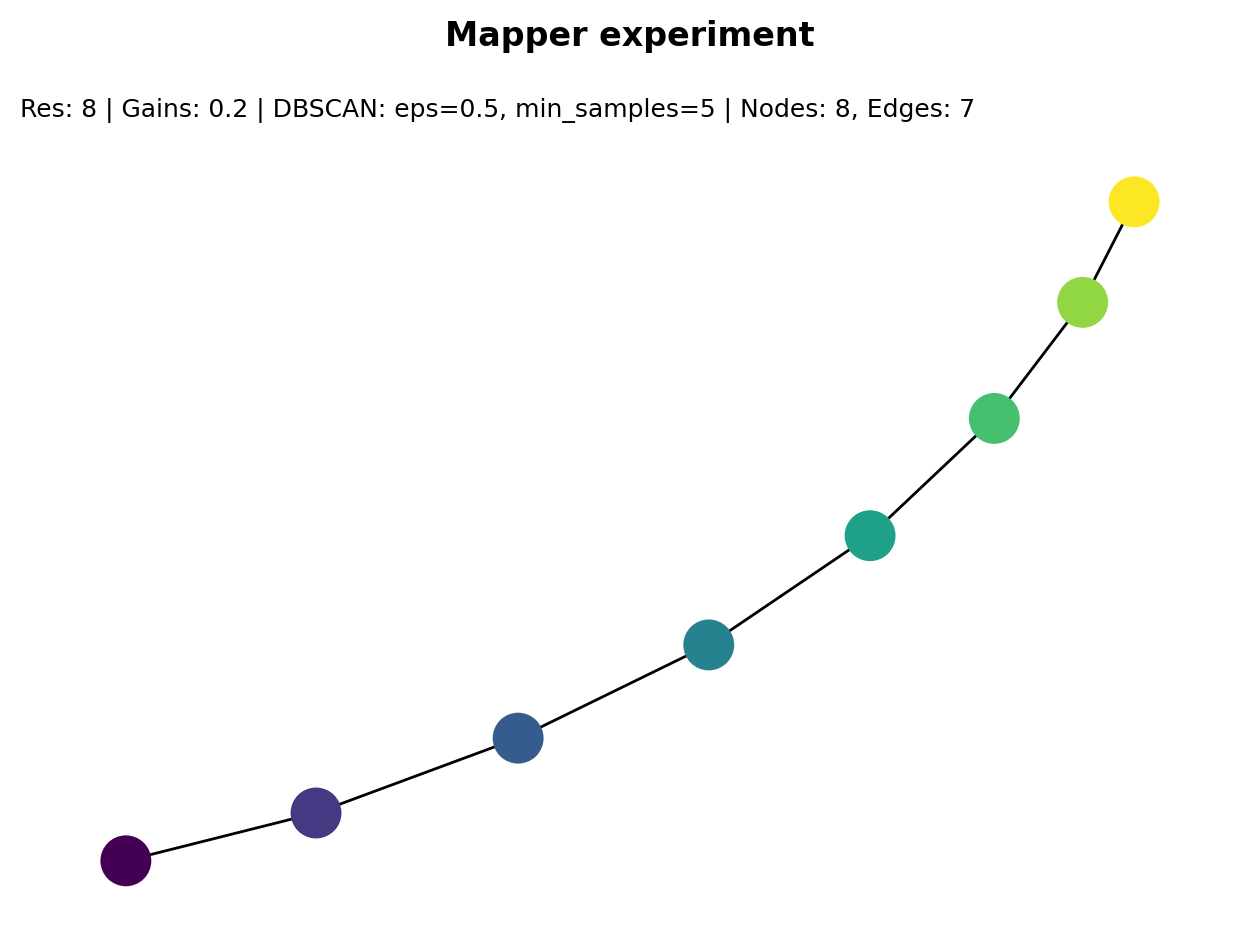 Mapper experiment
Res: 8 | Gains: 0.2 | DBSCAN: eps=0.5, min_samples=5 | Nodes: 8, Edges: 7